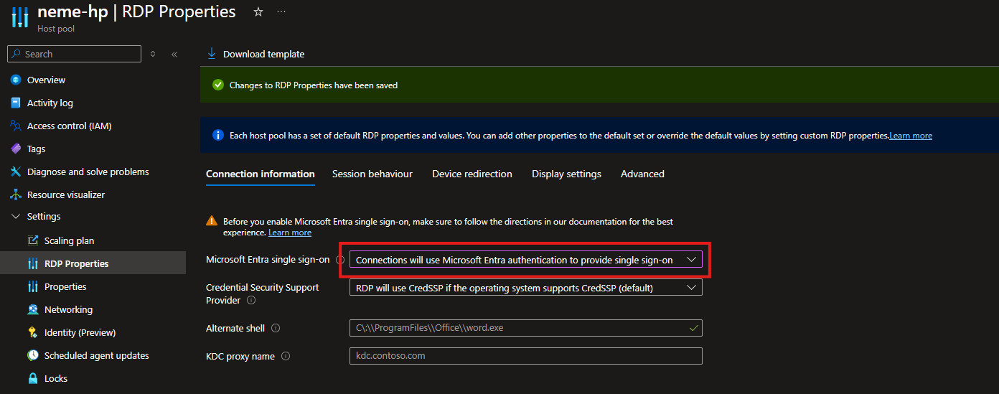 neme-hp | RDP Properties
Host pool
Search
Download template
Changes to RDP Properties have been saved
Overview
Activity log
Access control (IAM)
Tags
Diagnose and solve problems
Resource visualizer
Settings
Scaling plan
RDP Properties
Properties
Networking
Identity (Preview)
Scheduled agent updates
Locks
Each host pool has a set of default RDP properties and values. You can add other properties to the default set or override the default values by setting custom RDP properties.Learn more
Connection information Session behaviour Device redirection Display settings Advanced
Before you enable Microsoft Entra single sign-on, make sure to follow the directions in our documentation for the best
experience. Learn more
Microsoft Entra single sign-on Connections will use Microsoft Entra authentication to provide single sign-on
Credential Security Support RDP will use CredSSP if the operating system supports CredSSP (default)
Provider
Alternate shell C\:\\ProgramFiles\\Office\\word.exe
KDC proxy name kdc.contoso.com